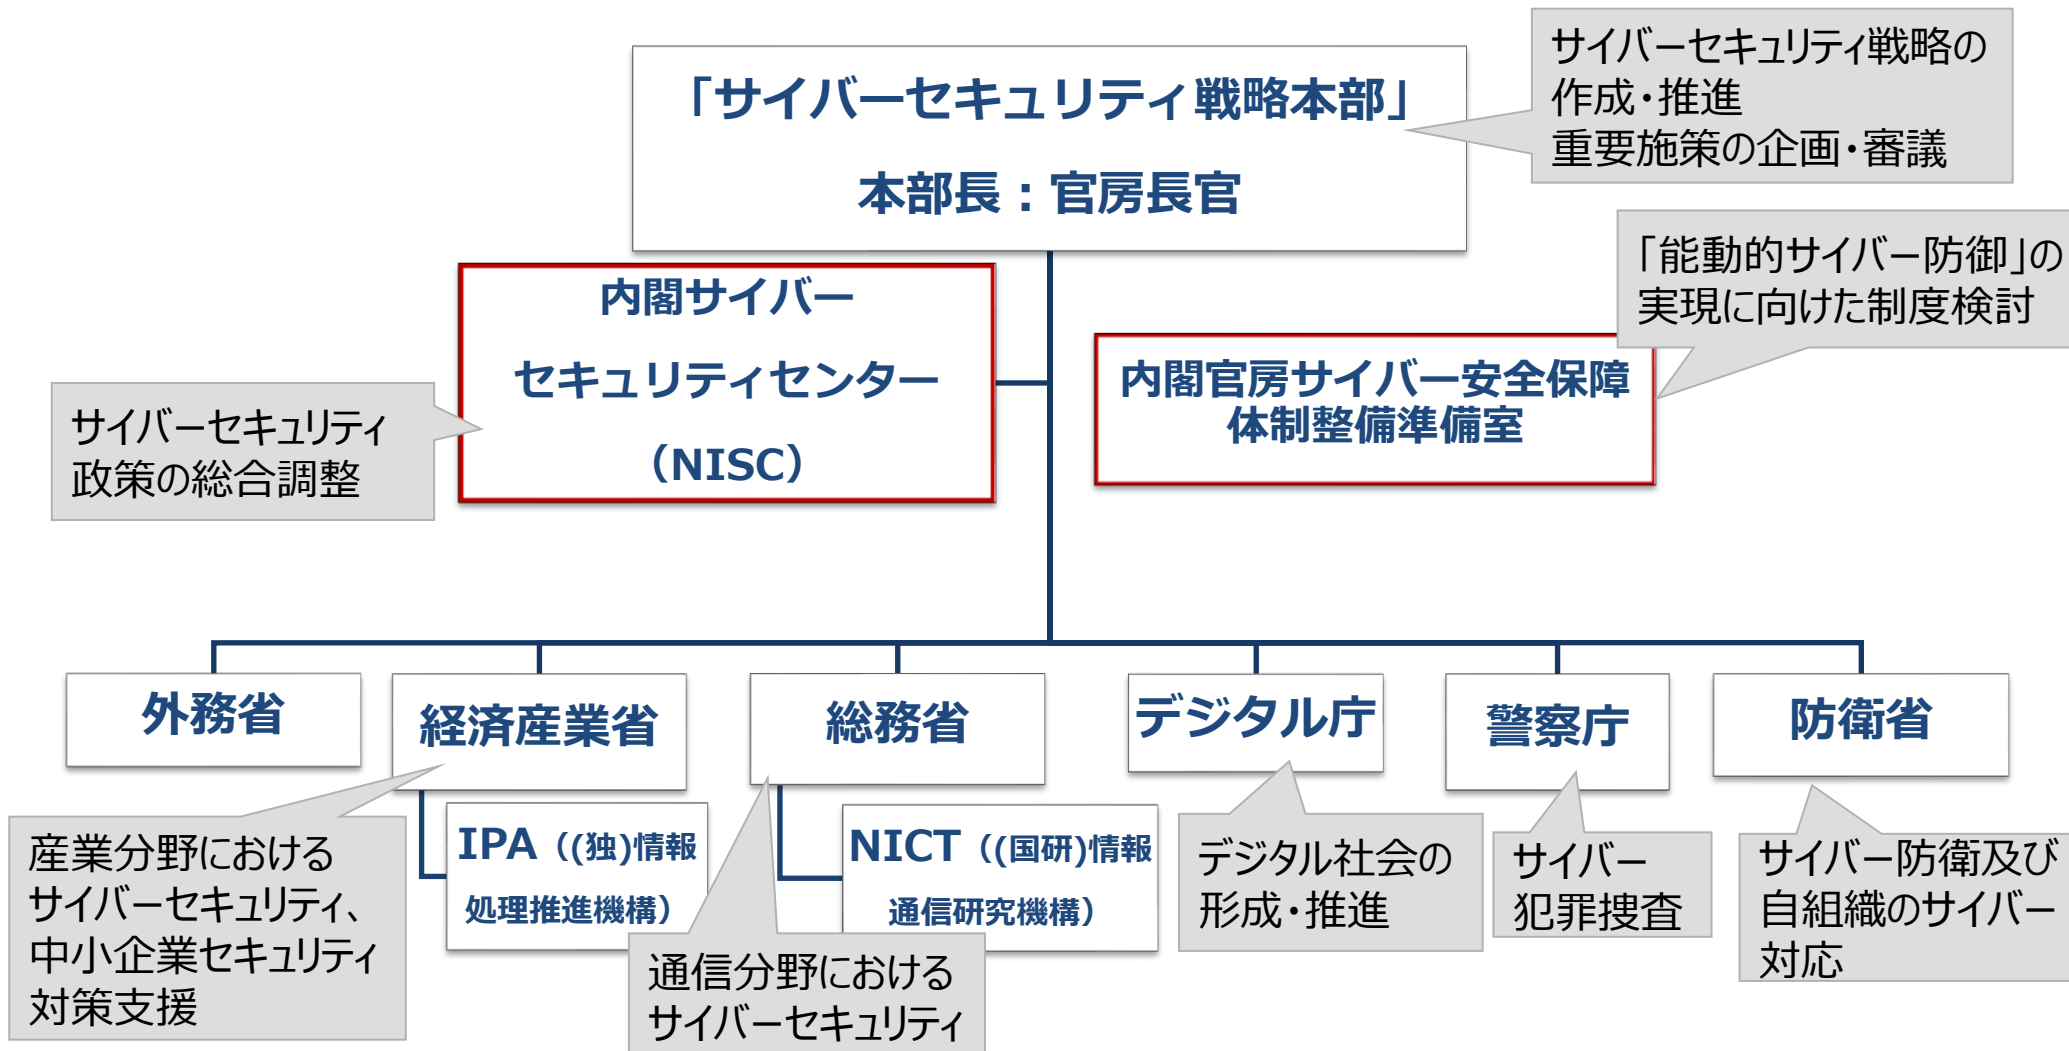 「サイバーセキュリティ戦略本部」
本部長：官房長官
サイバーセキュリティ戦略の
作成・推進
重要施策の企画・審議
内閣サイバー
セキュリティセンター
（NISC）
サイバーセキュリティ
政策の総合調整
「能動的サイバー防御」の
実現に向けた制度検討
内閣官房サイバー安全保障
体制整備準備室
外務省
経済産業省
総務省
デジタル庁
警察庁
防衛省
産業分野における
サイバーセキュリティ、
中小企業セキュリティ
対策支援
IPA（(独)情報
処理推進機構）
通信分野における
サイバーセキュリティ
NICT（(国研)情報
通信研究機構）
デジタル社会の
形成・推進
サイバー
犯罪捜査
サイバー防衛及び
自組織のサイバー
対応